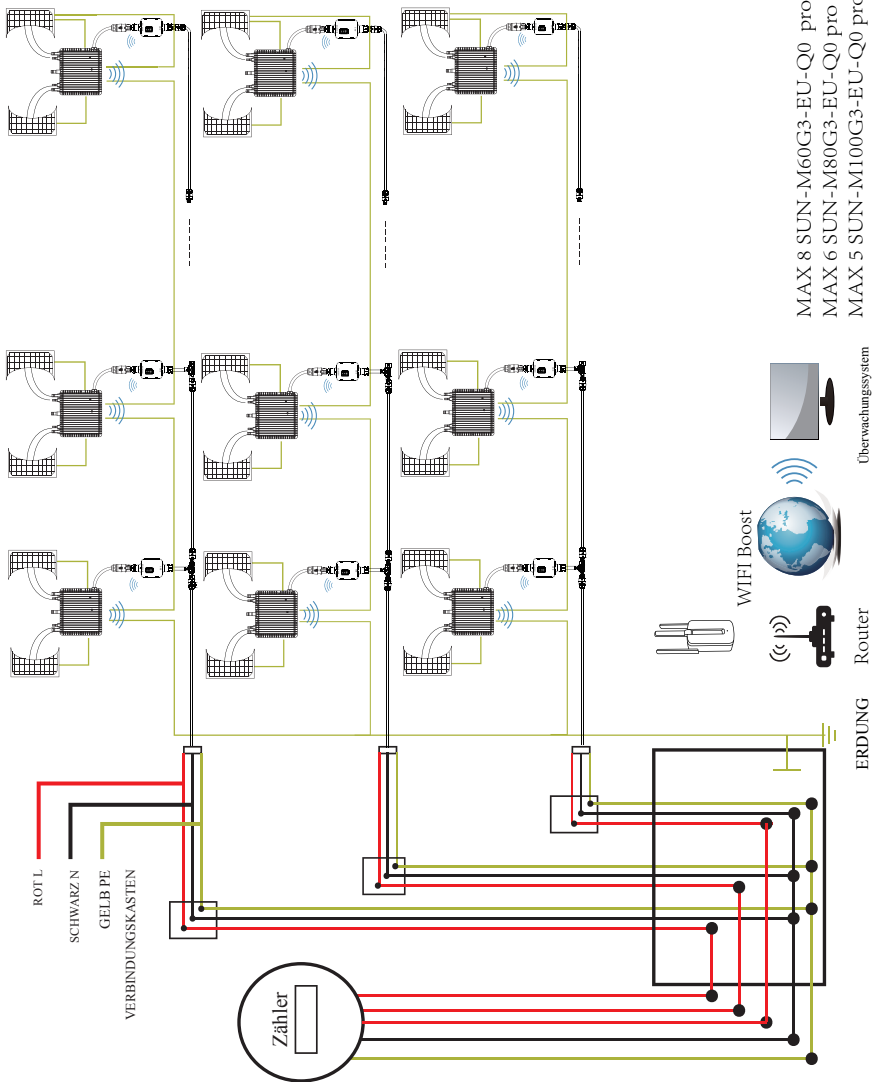 MAX 8 SUN-M60G3-EU-Q0 pro
MAX 6 SUN-M80G3-EU-Q0 pro
MAX 5 SUN-M100G3-EU-Q0 pro
Überwachungssystem
WIFI Boost
Router
ERDUNG
ROT L
SCHWARZ N
GELB PE
VERBINDUNGSKASTEN
Zähler